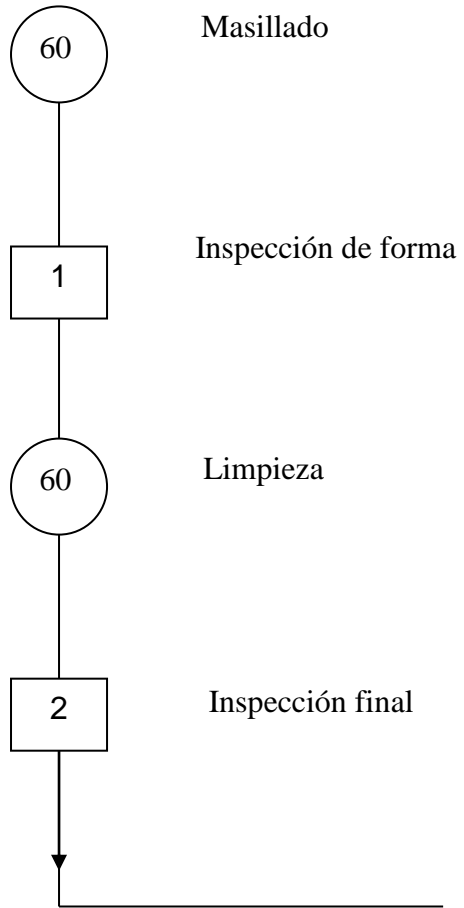 60 Masillado
1 Inspección de forma
60 Limpieza
2 Inspección final